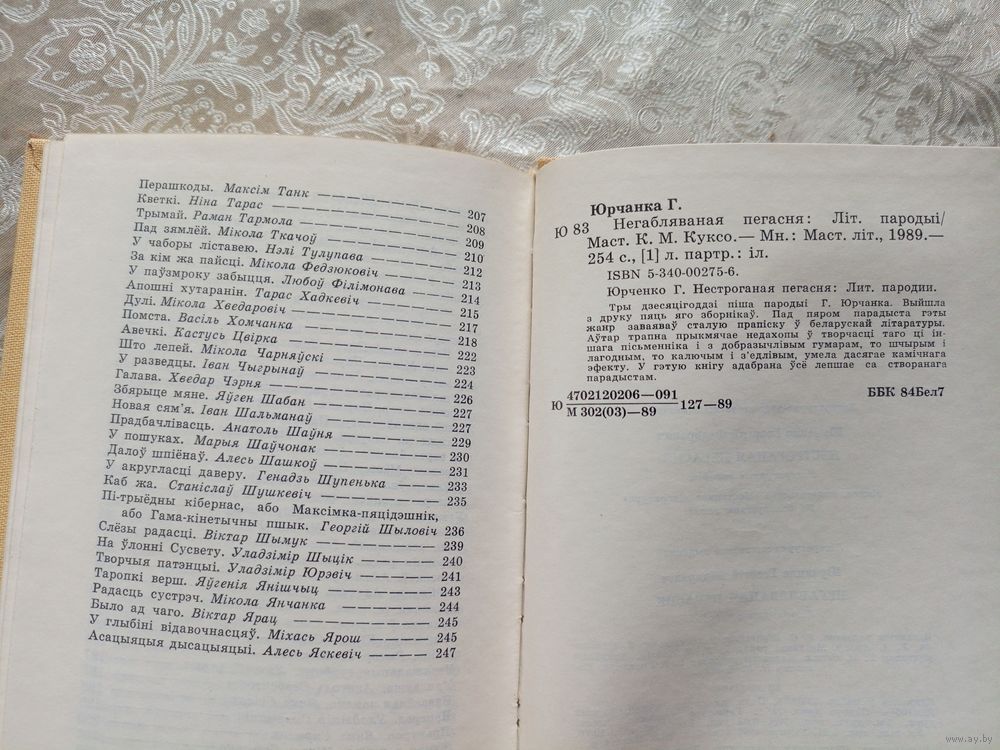 Перашкоды. Максім Танк — 207
Кветкі. Ніна Тарас — 208
Трымай. Раман Тармола — 209
Пад зямлёй. Мікола Ткачоў — 210
У чаборы ліставею. Нэлі Тулупава — 212
За кім жа пайсці. Мікола Федзюковіч — 213
У паўзмроку забыцця. Любоў Філімонава — 214
Апошні хутаранін. Тарас Хадкевіч — 215
Дулі. Мікола Хведаровіч — 217
Помста. Васіль Хомчанка — 218
Авечкі. Кастусь Цвірка — 222
Што лепей. Мікола Чарняўскі — 223
У разведцы. Іван Чыгрынаў — 224
Галава. Хведар Чэрня — 226
Збярыце мяне. Яўген Шабан — 227
Новая сям’я. Іван Шальманаў — 227
Прадбачлівасць. Анатоль Шаўня — 229
У пошуках. Марыя Шаўчонак — 230
Далоў шпіёнаў. Алесь Шашкоў — 231
У акругласці даверу. Генадзь Шупенька — 233
Каб жа. Станіслаў Шушкевіч — 235
Пі-трыёдны кібернас, або Максімка-пяцідэшнік,
або Гама-кінетычны пшык. Георгій Шыловіч 236
Слёзы радасці. Віктар Шымук — 239
На ўлонні Сусвету. Уладзімір Шыцік — 240
Творчыя патэнцыі. Уладзімір Юрэвіч — 241
Таропкі верш. Яўгенія Янішчыц — 243
Радасць сустрэч. Мікола Янчанка — 244
Было ад чаго. Віктар Ярац — 245
У глыбіні відавочнасцяў. Міхась Ярош — 245
Асацыяцыя дысацыяцыі. Алесь Яскевіч — 247
Юрчанка Г.
Ю 83 Негабляваная пегасня: Літ. пародыі/
Маст. К. М. Куксо.— Мн.: Маст. літ., 1989.—
254 с., [1] л. партр.: іл.
ISBN 5-340-00275-6.
Юрченко Г. Нестроганая пегасня: Лит. пародии.
Тры дзесяцігоддзі піша пародыі Г. Юрчанка. Выйшла
з друку пяць яго зборнікаў. Пад пяром парадыста гэты
жанр заваяваў сталую прапіску ў беларускай літаратуры.
Аўтар трапна прыкмячае недахопы ў творчасці таго ці ін-
шага пісьменніка і з добразычлівым гумарам, то шчырым і
лагодным, то калючым і з’едлівым, умела дасягае камічнага
эфекту. У гэтую кнігу адабрана ўсё лепшае са створанага
парадыстам.
Ю 4702120206—091 127—89 ББК 84Бел7
М 302(03)—89
www.ay.by